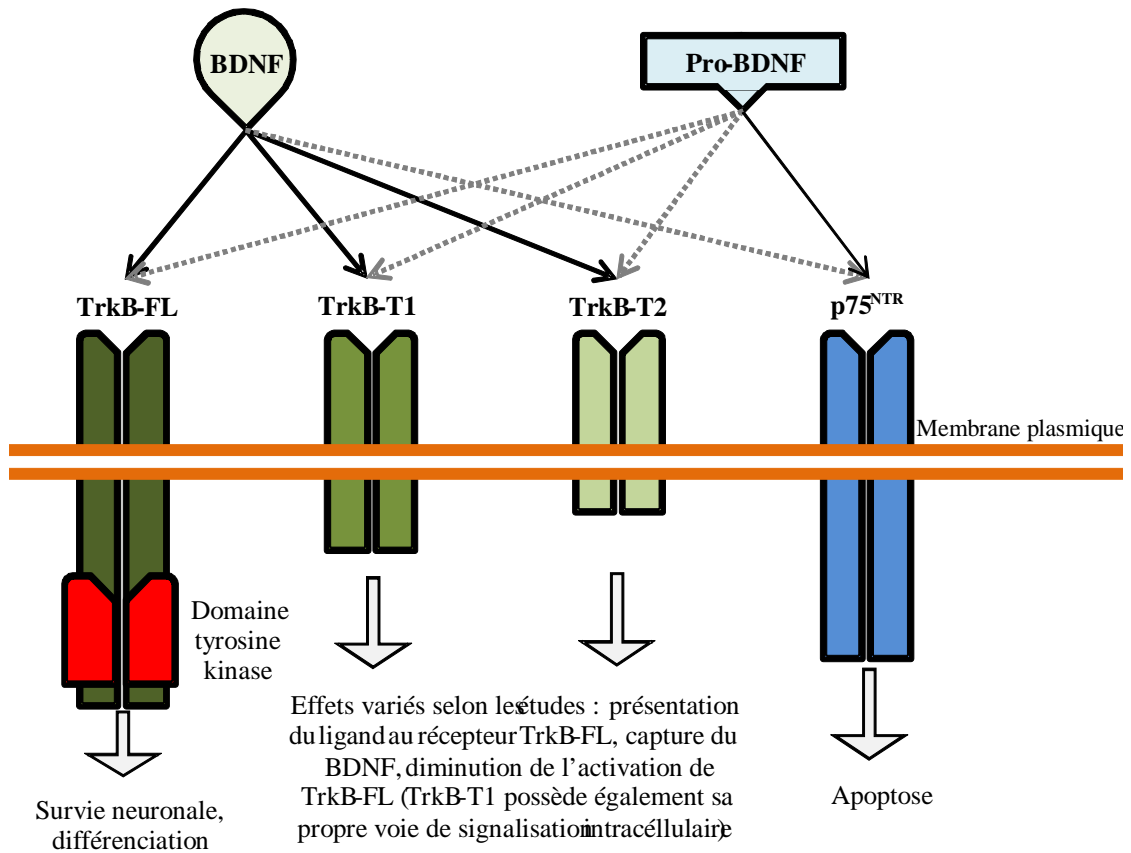 BDNF
Pro-BDNF
TrkB-FL
TrkB-T1
TrkB-T2
p75NTR
Membrane plasmique
Domaine
tyrosine
kinase
Effets variés selon les études : présentation
du ligand au récepteur TrkB-FL, capture du
BDNF, diminution de l’activation de
TrkB-FL (TrkB-T1 possède également sa
propre voie de signalisation intracéllulaire)
Survie neuronale,
différenciation
Apoptose